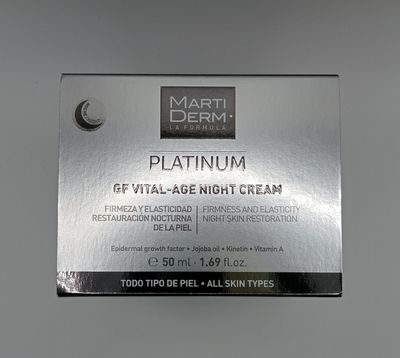 MARTI
DERM
LA FORMULA
PLATINUM
GF VITAL-AGE NIGHT CREAM
FIRMEZA Y ELASTICIDAD
RESTAURACIÓN NOCTURNA
DE LA PIEL
FIRMNESS AND ELASTICITY
NIGHT SKIN RESTORATION
Epidermal growth factor • Jojoba oil • Kinetin • Vitamin A
℮ 50 ml · 1.69 fl.oz.
TODO TIPO DE PIEL • ALL SKIN TYPES